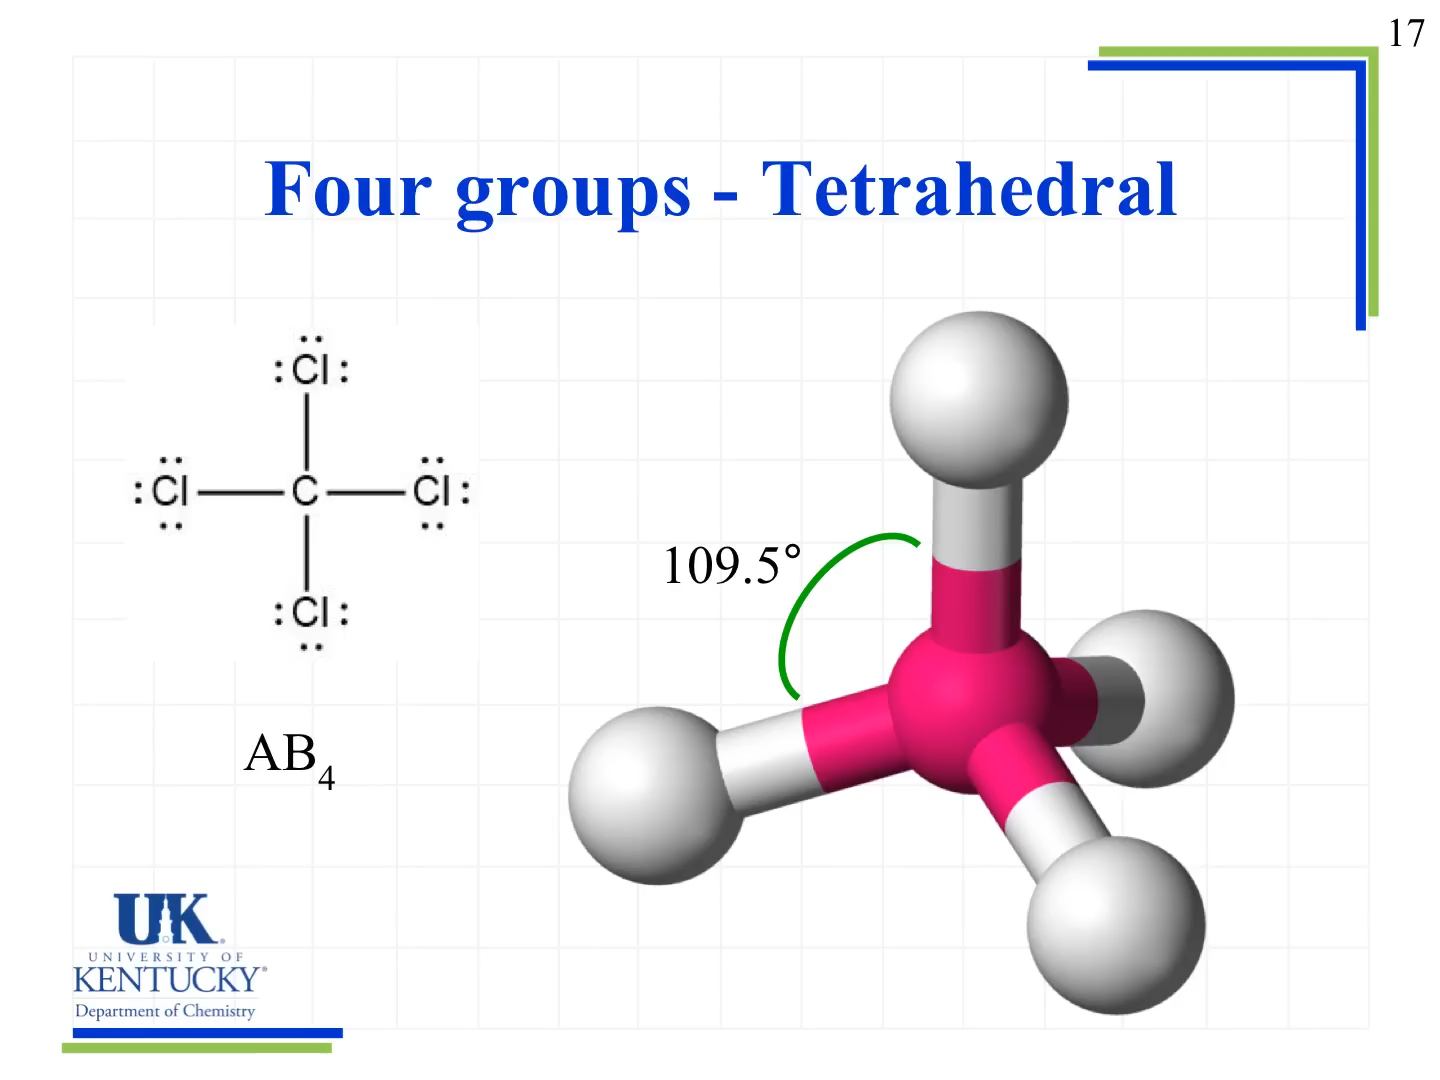 17
Four groups - Tetrahedral
:Cl:
:Cl—C—Cl:
:Cl:
109.5°
AB4
UK
UNIVERSITY OF
KENTUCKY®
Department of Chemistry